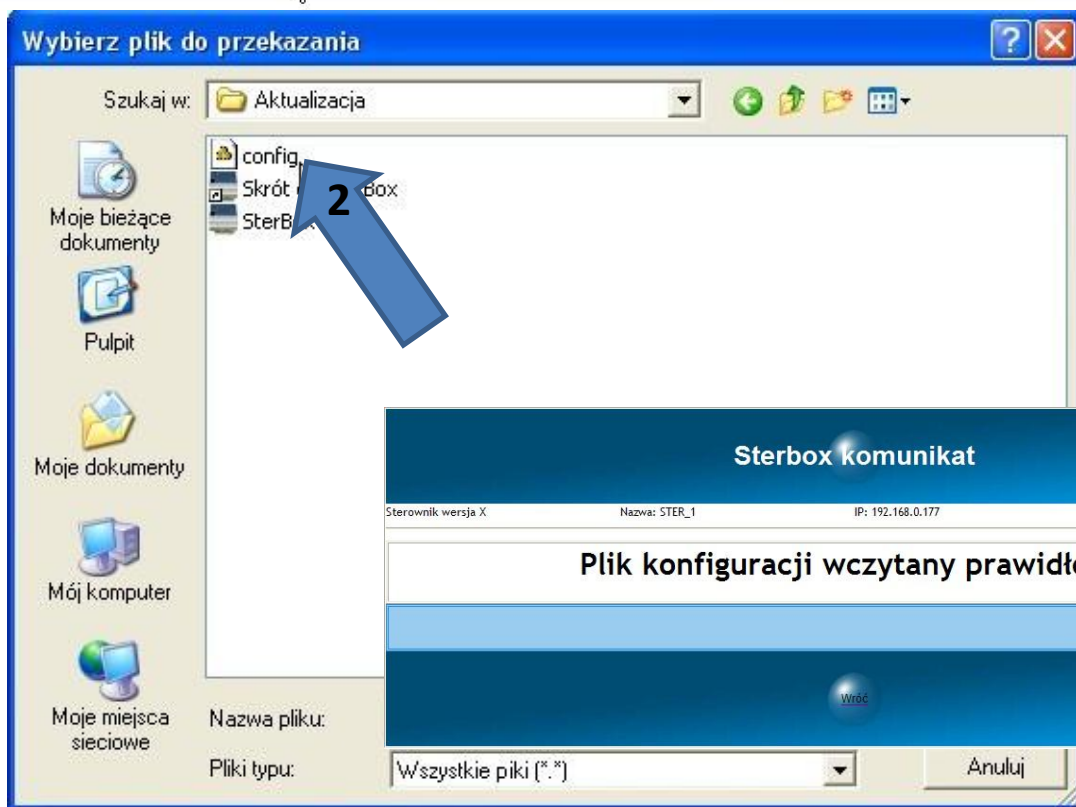 Wybierz plik do przekazania
Szukaj w:
Aktualizacja
config
Skrót
Box
2
SterB
Moje bieżące
dokumenty
Pulpit
Moje dokumenty
Mój komputer
Moje miejsca
sieciowe
Sterbox komunikat
Sterownik wersja X
Nazwa: STER_1
IP: 192.168.0.177
Plik konfiguracji wczytany prawidł
Wróć
Nazwa pliku:
Pliki typu:
Wszystkie piki (*.*)
Anuluj